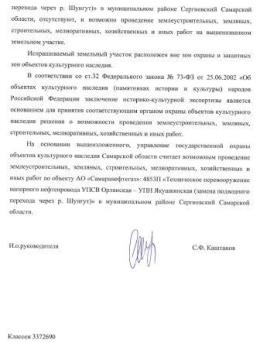 перехода через р. Шунгут)» в муниципальном районе Сергиевский Самарской
области, отсутствуют, и возможно проведение землеустроительных, земляных,
строительных, мелиоративных, хозяйственных и иных работ на вышеназванном
земельном участке.
Испрашиваемый земельный участок расположен вне зон охраны и защитных
зон объектов культурного наследия.
В соответствии со ст.32 Федерального закона № 73-ФЗ от 25.06.2002 «Об
объектах культурного наследия (памятниках истории и культуры) народов
Российской Федерации заключение историко-культурной экспертизы является
основанием для принятия соответствующим органом охраны объектов культурного
наследия решения о возможности проведения землеустроительных, земляных,
строительных, мелиоративных, хозяйственных и иных работ.
На основании вышеизложенного, управление государственной охраны
объектов культурного наследия Самарской области считает возможным проведение
землеустроительных, земляных, строительных, мелиоративных, хозяйственных и
иных работ по объекту АО «Самаранефтегаз»: 4853П «Техническое перевооружение
напорного нефтепровода УПСВ Орлянская – УПН Якушкинская (замена подводного
перехода через р. Шунгут)» в муниципальном районе Сергиевский Самарской
области.
И.о.руководителя
С.Ф. Каштанов
3372690